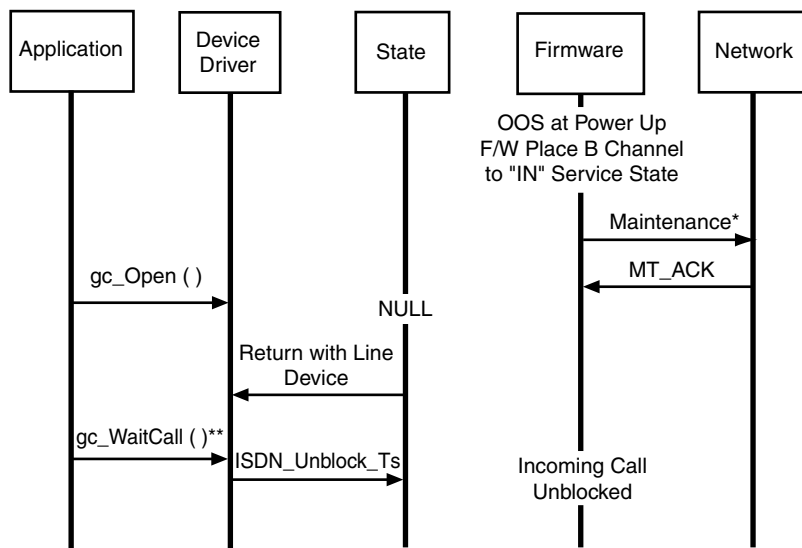 Application
Device
Driver
State
Firmware
Network
OOS at Power Up
F/W Place B Channel
to "IN" Service State
Maintenance*
MT_ACK
gc_Open ( )
NULL
Return with Line
Device
gc_WaitCall ( )**
ISDN_Unblock_Ts
Incoming Call
Unblocked